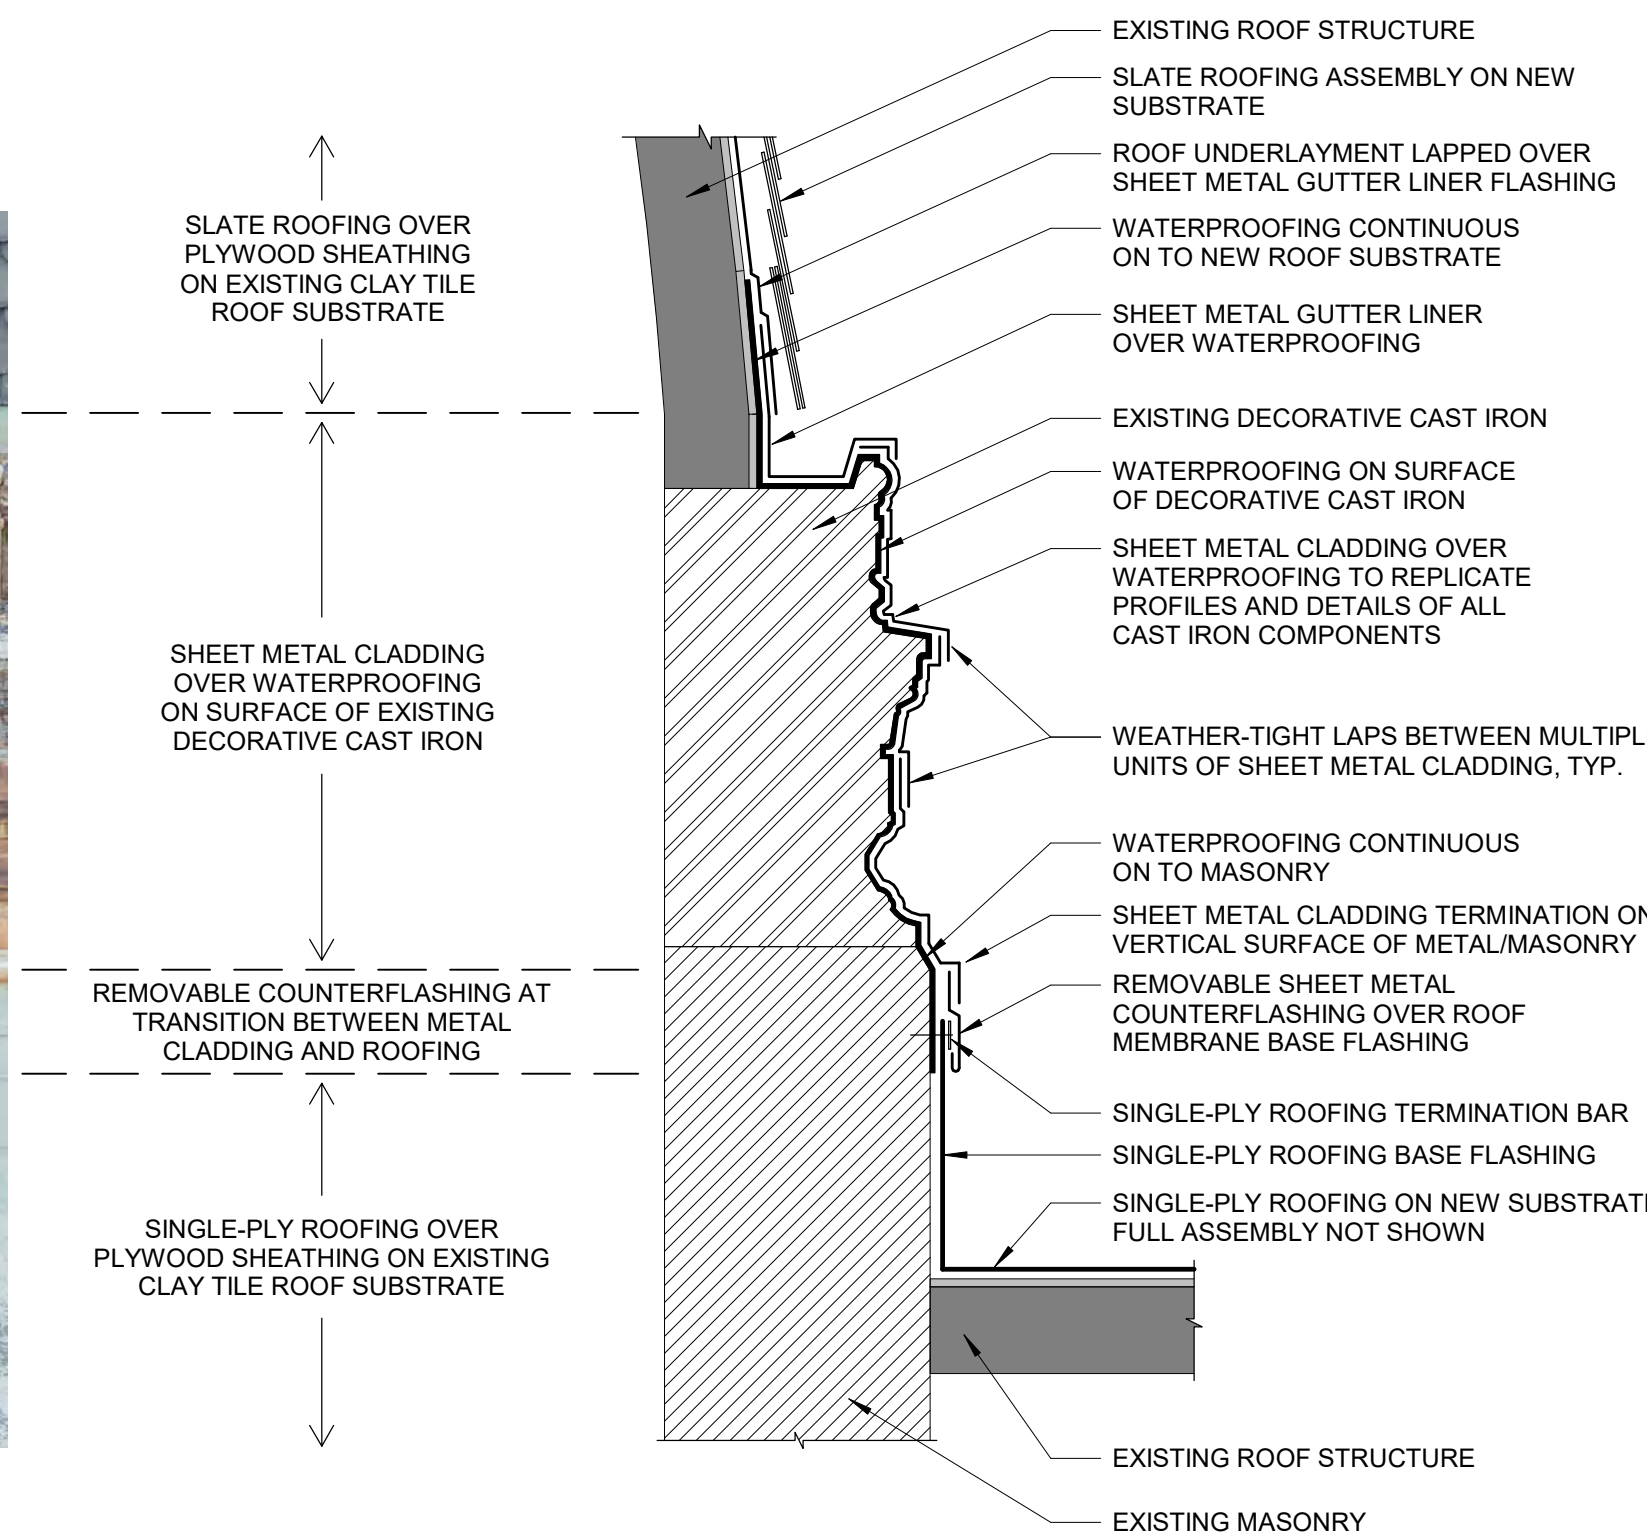 SLATE ROOFING OVER
PLYWOOD SHEATHING
ON EXISTING CLAY TILE
ROOF SUBSTRATE
SHEET METAL CLADDING
OVER WATERPROOFING
ON SURFACE OF EXISTING
DECORATIVE CAST IRON
REMOVABLE COUNTERFLASHING AT
TRANSITION BETWEEN METAL
CLADDING AND ROOFING
SINGLE-PLY ROOFING OVER
PLYWOOD SHEATHING ON EXISTING
CLAY TILE ROOF SUBSTRATE
EXISTING ROOF STRUCTURE
SLATE ROOFING ASSEMBLY ON NEW
SUBSTRATE
ROOF UNDERLAYMENT LAPPED OVER
SHEET METAL GUTTER LINER FLASHING
WATERPROOFING CONTINUOUS
ON TO NEW ROOF SUBSTRATE
SHEET METAL GUTTER LINER
OVER WATERPROOFING
EXISTING DECORATIVE CAST IRON
WATERPROOFING ON SURFACE
OF DECORATIVE CAST IRON
SHEET METAL CLADDING OVER
WATERPROOFING TO REPLICATE
PROFILES AND DETAILS OF ALL
CAST IRON COMPONENTS
WEATHER-TIGHT LAPS BETWEEN MULTIPL
UNITS OF SHEET METAL CLADDING, TYP.
WATERPROOFING CONTINUOUS
ON TO MASONRY
SHEET METAL CLADDING TERMINATION ON
VERTICAL SURFACE OF METAL/MASONRY
REMOVABLE SHEET METAL
COUNTERFLASHING OVER ROOF
MEMBRANE BASE FLASHING
SINGLE-PLY ROOFING TERMINATION BAR
SINGLE-PLY ROOFING BASE FLASHING
SINGLE-PLY ROOFING ON NEW SUBSTRATE
FULL ASSEMBLY NOT SHOWN
EXISTING ROOF STRUCTURE
EXISTING MASONRY